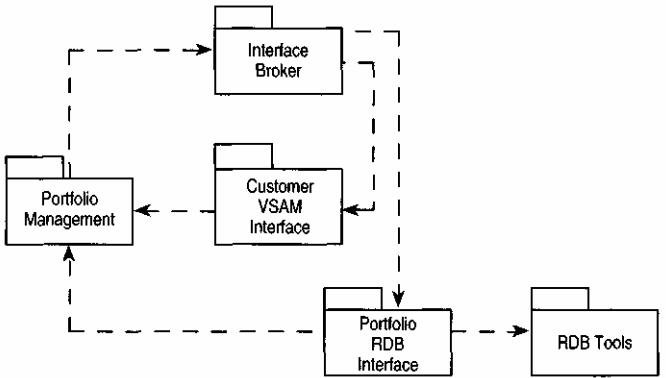 Interface
Broker
Portfolio
Management
Customer
VSAM
Interface
Portfolio
RDB
Interface
RDB Tools